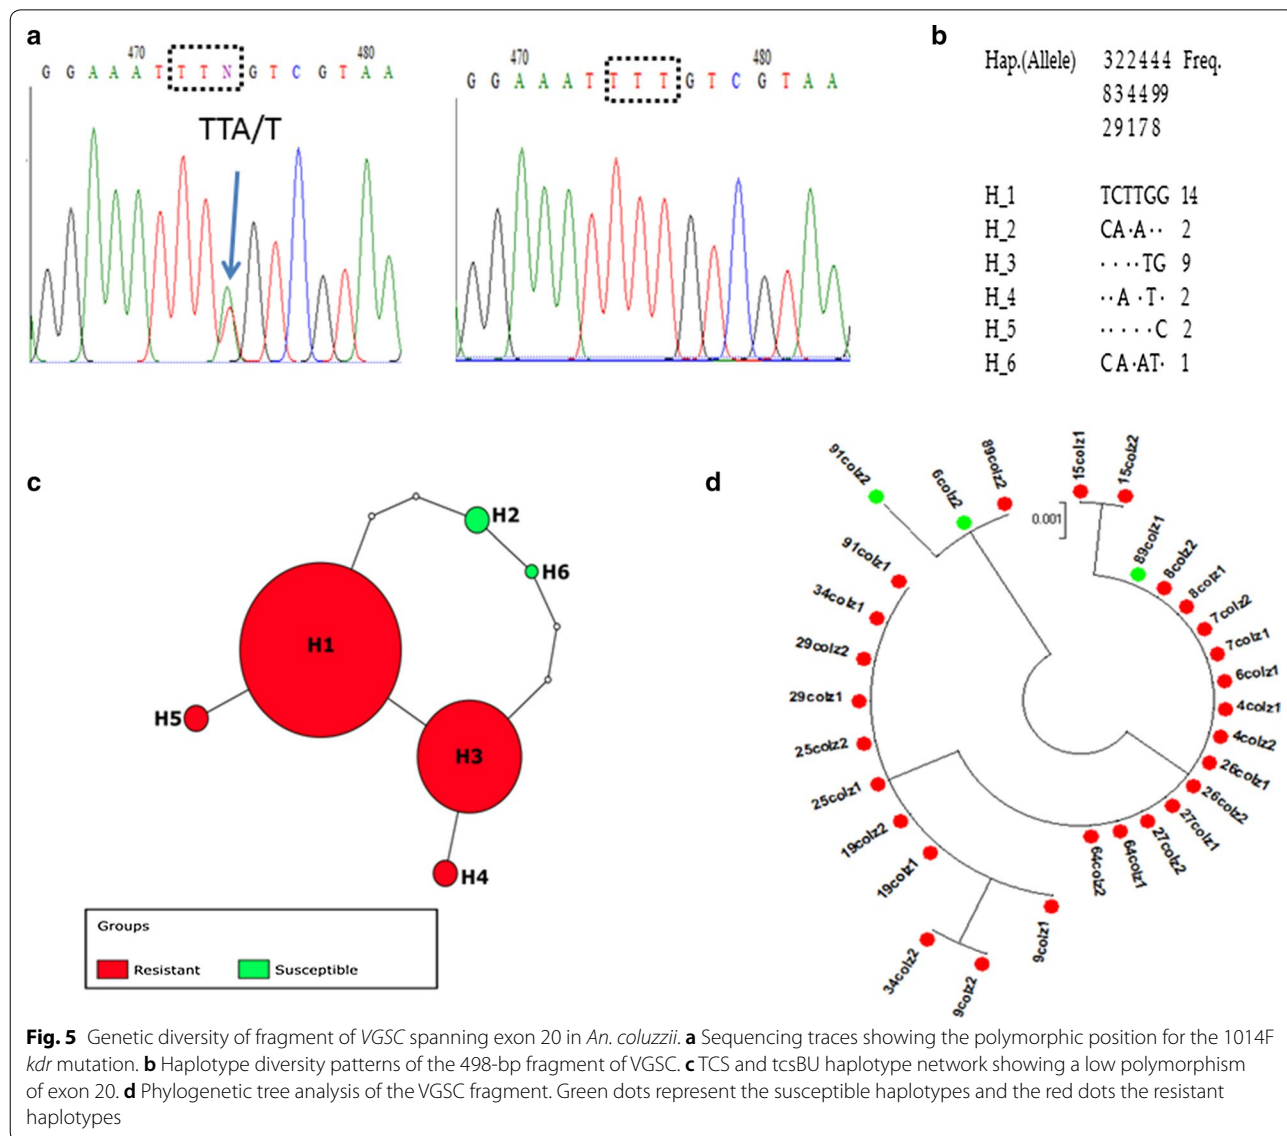 a
470 480
G G A A A T T T N G T C G T A A
TTA/T
470 480
G G A A A T T T T G T C G T A A
b
Hap.(Allele) 322444 Freq.
83449​9
29178
H_1 TCTTGG 14
H_2 CA·A·· 2
H_3 ····TG 9
H_4 ··A·T· 2
H_5 ·····C 2
H_6 CA·AT· 1
c
H2
H6
H1
H5
H3
H4
Groups
Resistant Susceptible
d
91colz2
6colz2
89colz2
15colz1
15colz2
0.001
89colz1
8colz2
8colz1
7colz2
7colz1
6colz1
4colz1
4colz2
26colz1
26colz2
27colz1
27colz2
64colz1
64colz2
91colz1
34colz1
29colz2
29colz1
25colz2
25colz1
19colz2
19colz1
9colz1
34colz2
9colz2
Fig. 5 Genetic diversity of fragment of VGSC spanning exon 20 in An. coluzzii. a Sequencing traces showing the polymorphic position for the 1014F
kdr mutation. b Haplotype diversity patterns of the 498-bp fragment of VGSC. c TCS and tcsBU haplotype network showing a low polymorphism
of exon 20. d Phylogenetic tree analysis of the VGSC fragment. Green dots represent the susceptible haplotypes and the red dots the resistant
haplotypes